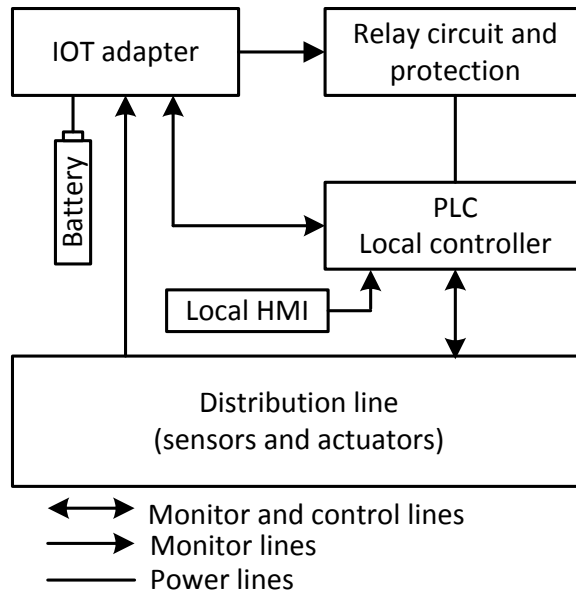 IOT adapter
Relay circuit and
protection
Battery
PLC
Local controller
Local HMI
Distribution line
(sensors and actuators)
Monitor and control lines
Monitor lines
Power lines